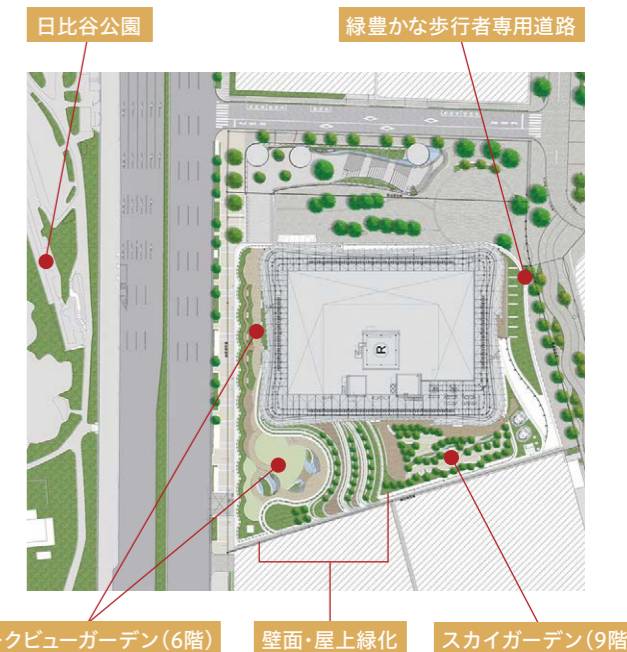 日比谷公園
緑豊かな歩行者専用道路
R
クビューガーデン（6階）
壁面・屋上緑化
スカイガーデン（9階